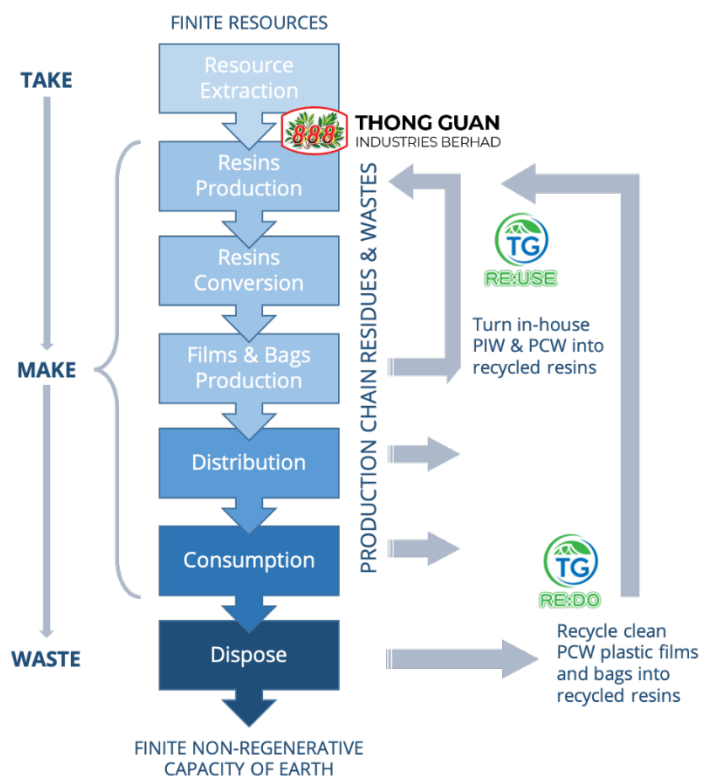 FINITE RESOURCES
TAKE
Resource
Extraction
888
THONG GUAN
INDUSTRIES BERHAD
Resins
Production
PRODUCTION CHAIN RESIDUES & WASTES
TG
RE:USE
Resins
Conversion
Turn in-house
PIW & PCW into
recycled resins
MAKE
Films & Bags
Production
Distribution
Consumption
TG
RE:DO
WASTE
Dispose
Recycle clean
PCW plastic films
and bags into
recycled resins
FINITE NON-REGENERATIVE
CAPACITY OF EARTH